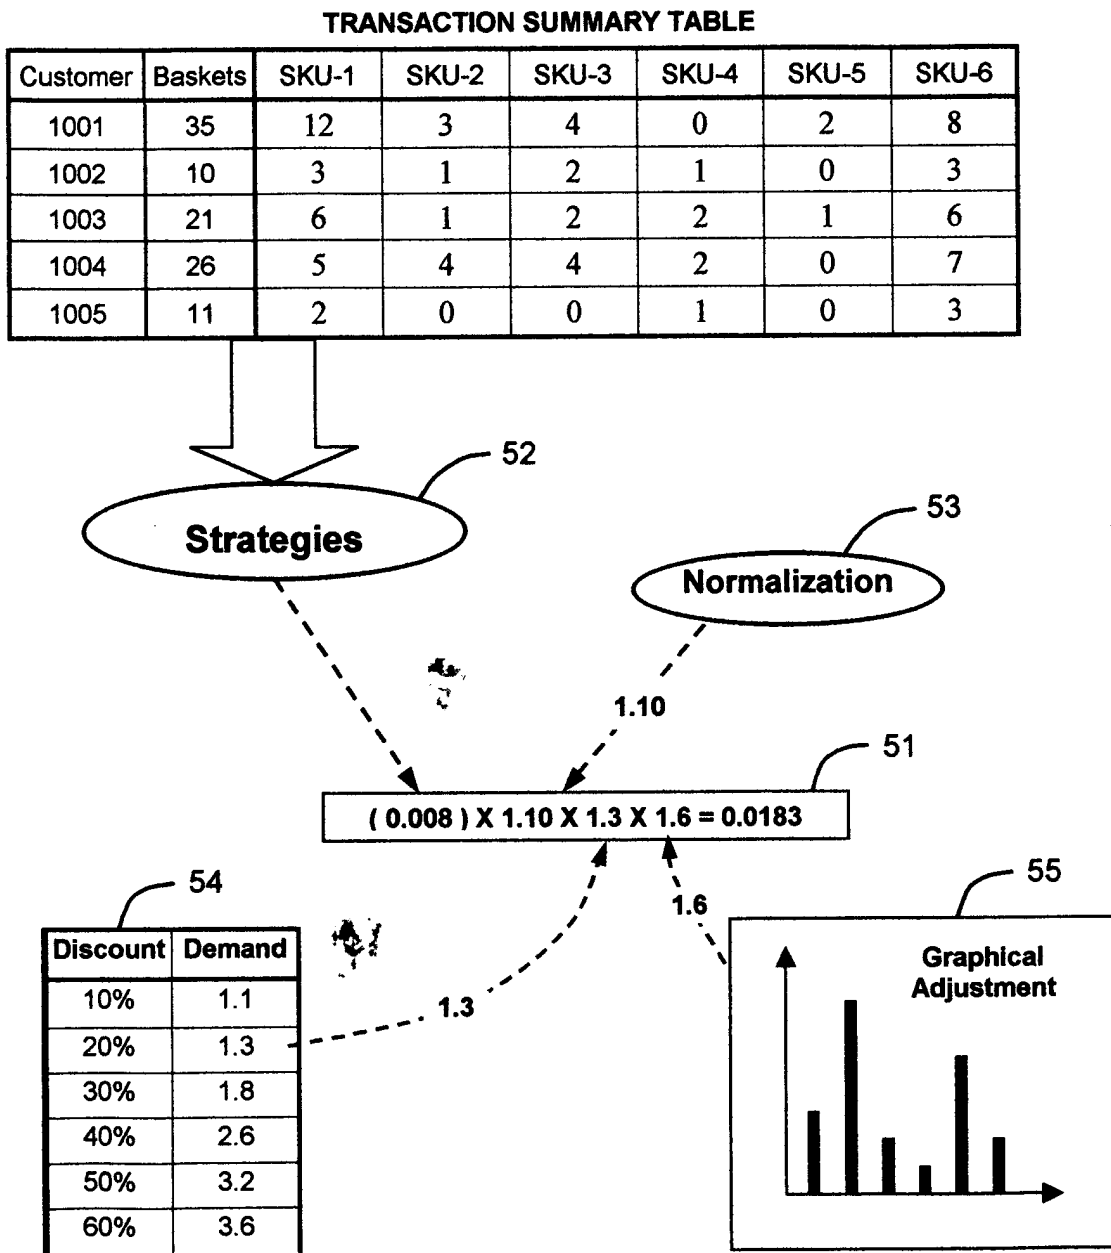 TRANSACTION SUMMARY TABLE
Customer Baskets SKU-1 SKU-2 SKU-3 SKU-4 SKU-5 SKU-6
1001 35 12 3 4 0 2 8
1002 10 3 1 2 1 0 3
1003 21 6 1 2 2 1 6
1004 26 5 4 4 2 0 7
1005 11 2 0 0 1 0 3
52
Strategies
53
Normalization
1.10
51
( 0.008 ) X 1.10 X 1.3 X 1.6 = 0.0183
54
Discount Demand
10% 1.1
20% 1.3
30% 1.8
40% 2.6
50% 3.2
60% 3.6
1.3
1.6
55
Graphical
Adjustment